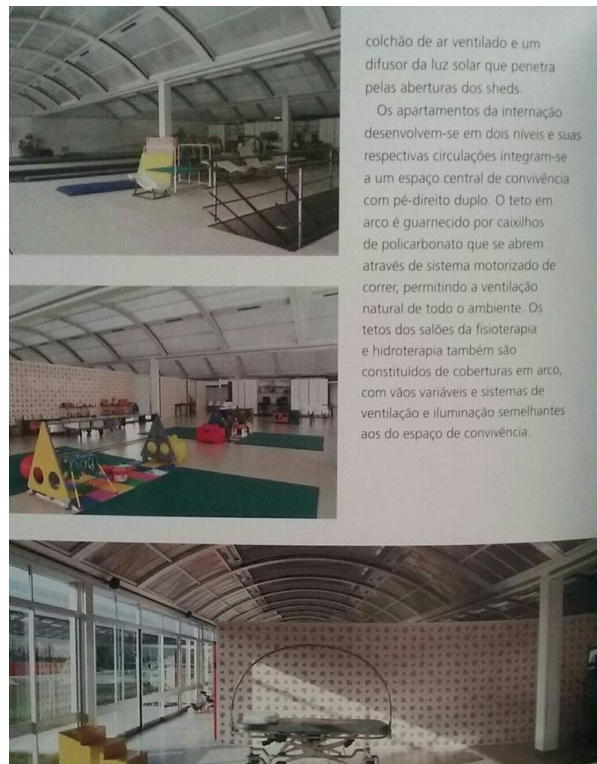 colchão de ar ventilado e um
difusor da luz solar que penetra
pelas aberturas dos sheds.
Os apartamentos da internação
desenvolvem-se em dois níveis e suas
respectivas circulações integram-se
a um espaço central de convivência
com pé-direito duplo. O teto em
arco é guarnecido por caixilhos
de policarbonato que se abrem
através de sistema motorizado de
correr, permitindo a ventilação
natural de todo o ambiente. Os
tetos dos salões da fisioterapia
e hidroterapia também são
constituídos de coberturas em arco,
com vãos variáveis e sistemas de
ventilação e iluminação semelhantes
aos do espaço de convivência.